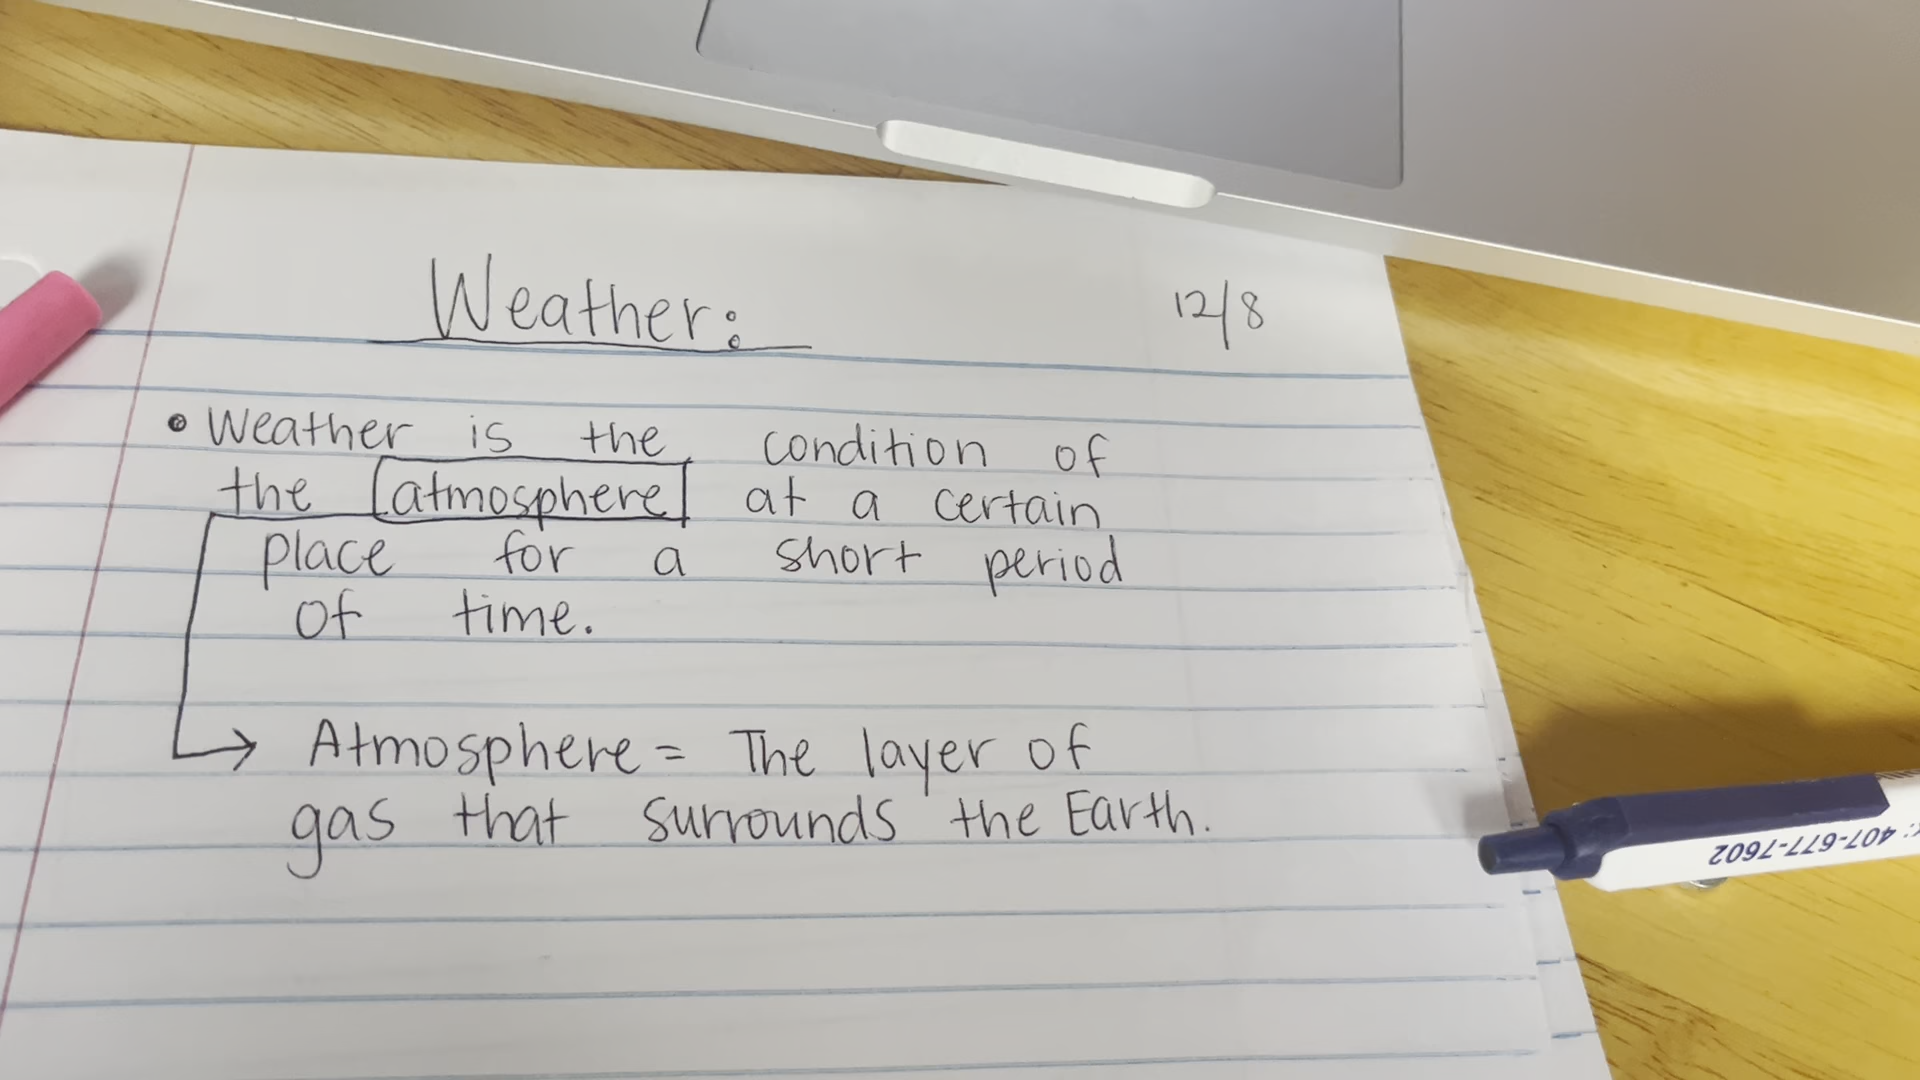 Weather: 12/8
• Weather is the condition of
the atmosphere at a certain
place for a short period
of time.
→ Atmosphere = The layer of
gas that surrounds the Earth.
: 407-677-7602